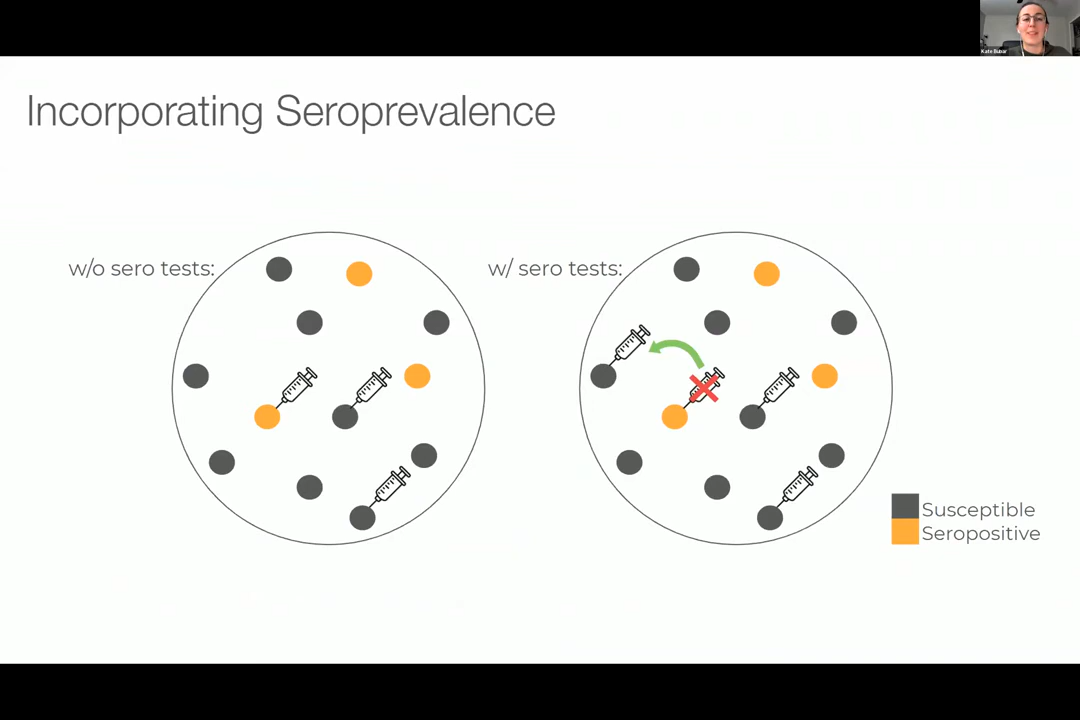 Kate Bubar
Incorporating Seroprevalence
w/o sero tests:
w/ sero tests:
Susceptible
Seropositive